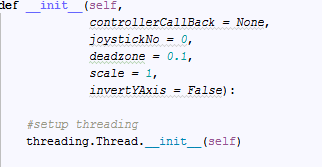 def __init__(self,
controllerCallBack = None,
joystickNo = 0,
deadzone = 0.1,
scale = 1,
invertYAxis = False):
#setup threading
threading.Thread.__init__(self)